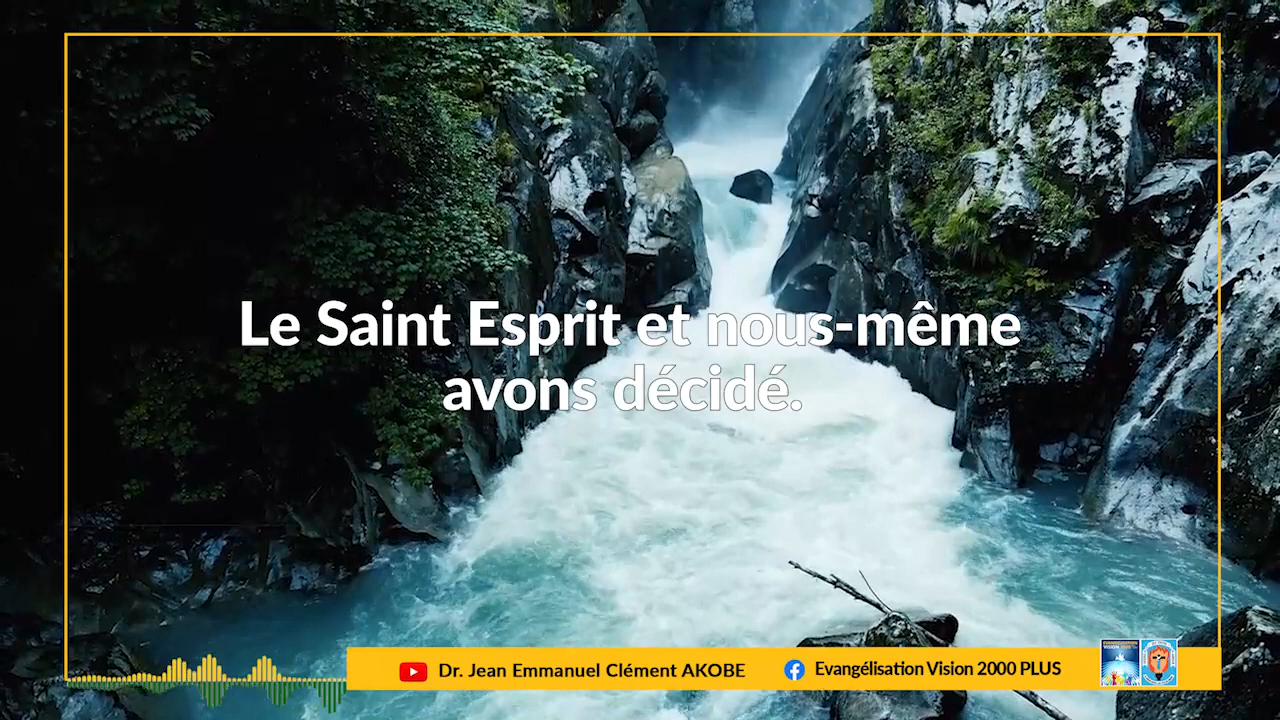 Le Saint Esprit et nous-même
avons décidé.
Dr. Jean Emmanuel Clément AKOBE
Evangélisation Vision 2000 PLUS